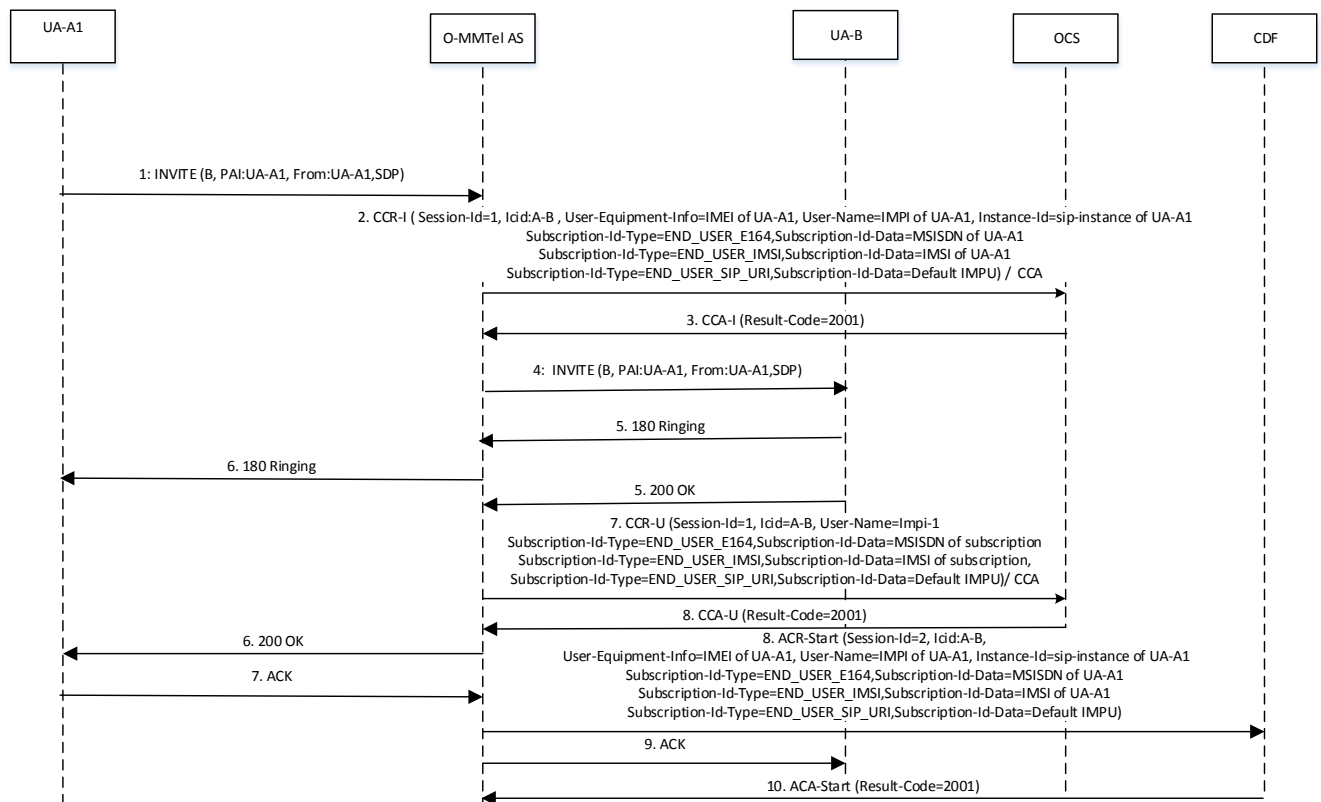 UA-A1
O-MMTel AS
UA-B
OCS
CDF
1: INVITE (B, PAI:UA-A1, From:UA-A1,SDP)
2. CCR-I ( Session-Id=1, Icid:A-B , User-Equipment-Info=IMEI of UA-A1, User-Name=IMPI of UA-A1, Instance-Id=sip-instance of UA-A1
Subscription-Id-Type=END_USER_E164,Subscription-Id-Data=MSISDN of UA-A1
Subscription-Id-Type=END_USER_IMSI,Subscription-Id-Data=IMSI of UA-A1
Subscription-Id-Type=END_USER_SIP_URI,Subscription-Id-Data=Default IMPU) / CCA
3. CCA-I (Result-Code=2001)
4: INVITE (B, PAI:UA-A1, From:UA-A1,SDP)
5. 180 Ringing
6. 180 Ringing
5. 200 OK
7. CCR-U (Session-Id=1, Icid=A-B, User-Name=Impi-1
Subscription-Id-Type=END_USER_E164,Subscription-Id-Data=MSISDN of subscription
Subscription-Id-Type=END_USER_IMSI,Subscription-Id-Data=IMSI of subscription,
Subscription-Id-Type=END_USER_SIP_URI,Subscription-Id-Data=Default IMPU)/ CCA
8. CCA-U (Result-Code=2001)
6. 200 OK
8. ACR-Start (Session-Id=2, Icid:A-B,
User-Equipment-Info=IMEI of UA-A1, User-Name=IMPI of UA-A1, Instance-Id=sip-instance of UA-A1
Subscription-Id-Type=END_USER_E164,Subscription-Id-Data=MSISDN of UA-A1
Subscription-Id-Type=END_USER_IMSI,Subscription-Id-Data=IMSI of UA-A1
Subscription-Id-Type=END_USER_SIP_URI,Subscription-Id-Data=Default IMPU)
7. ACK
9. ACK
10. ACA-Start (Result-Code=2001)